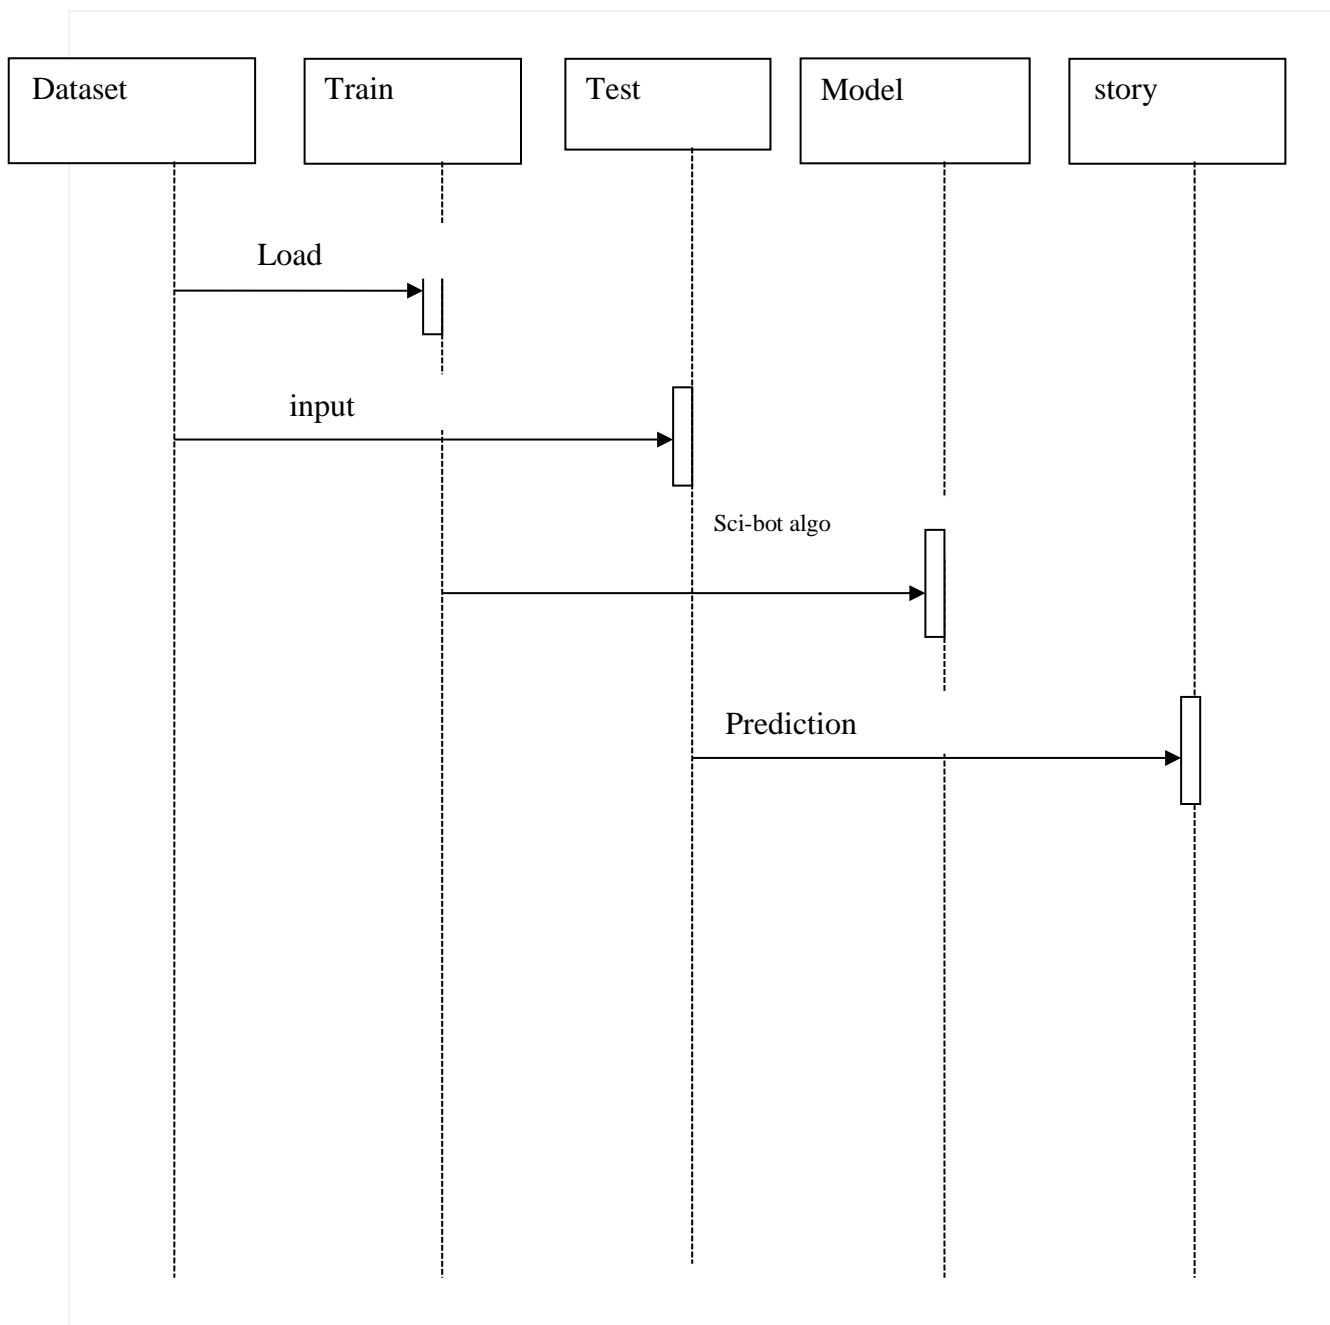 Dataset
Train
Test
Model
story
Load
input
Sci-bot algo
Prediction